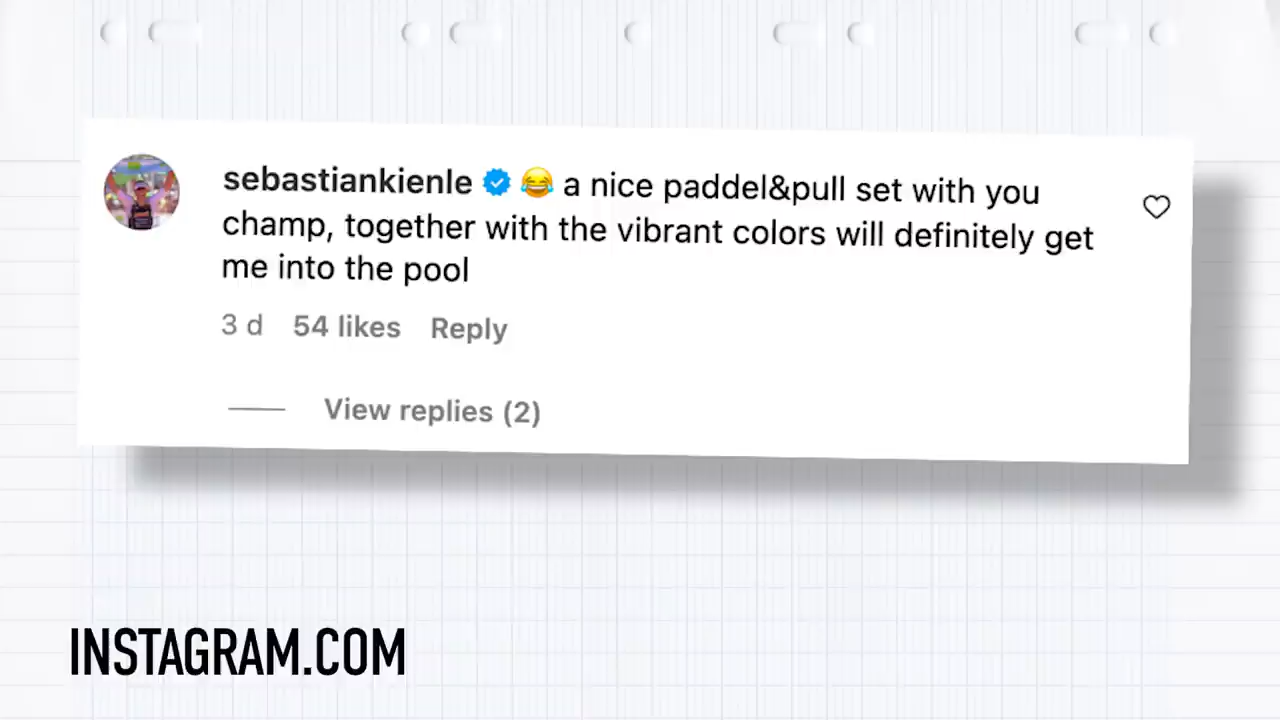 sebastiankienle 😂 a nice paddel&pull set with you
champ, together with the vibrant colors will definitely get
me into the pool
3 d 54 likes Reply
View replies (2)
INSTAGRAM.COM